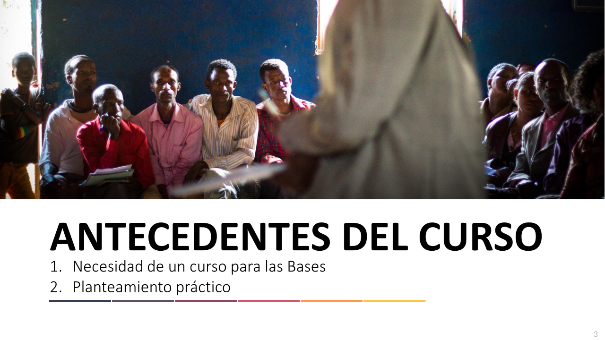 ANTECEDENTES DEL CURSO
1. Necesidad de un curso para las Bases
2. Planteamiento práctico
3